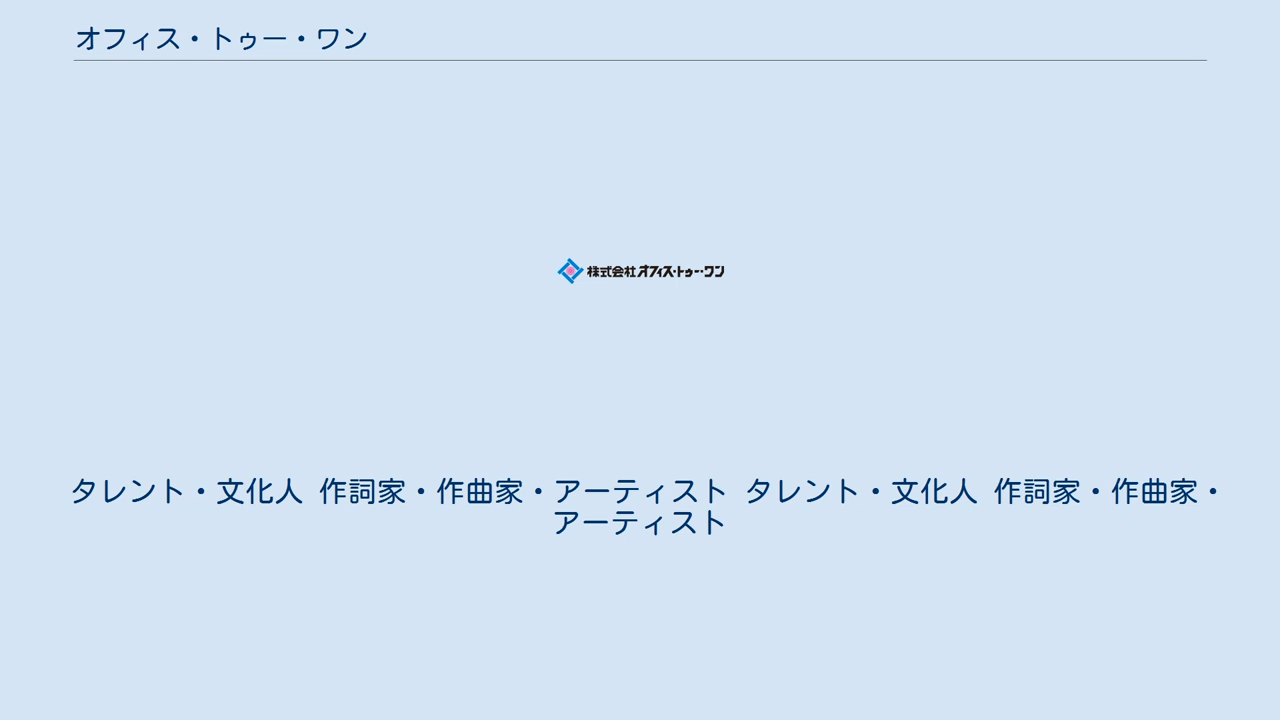 オフィス・トゥー・ワン
株式会社オフィス・トゥー・ワン
タレント・文化人 作詞家・作曲家・アーティスト タレント・文化人 作詞家・作曲家・
アーティスト